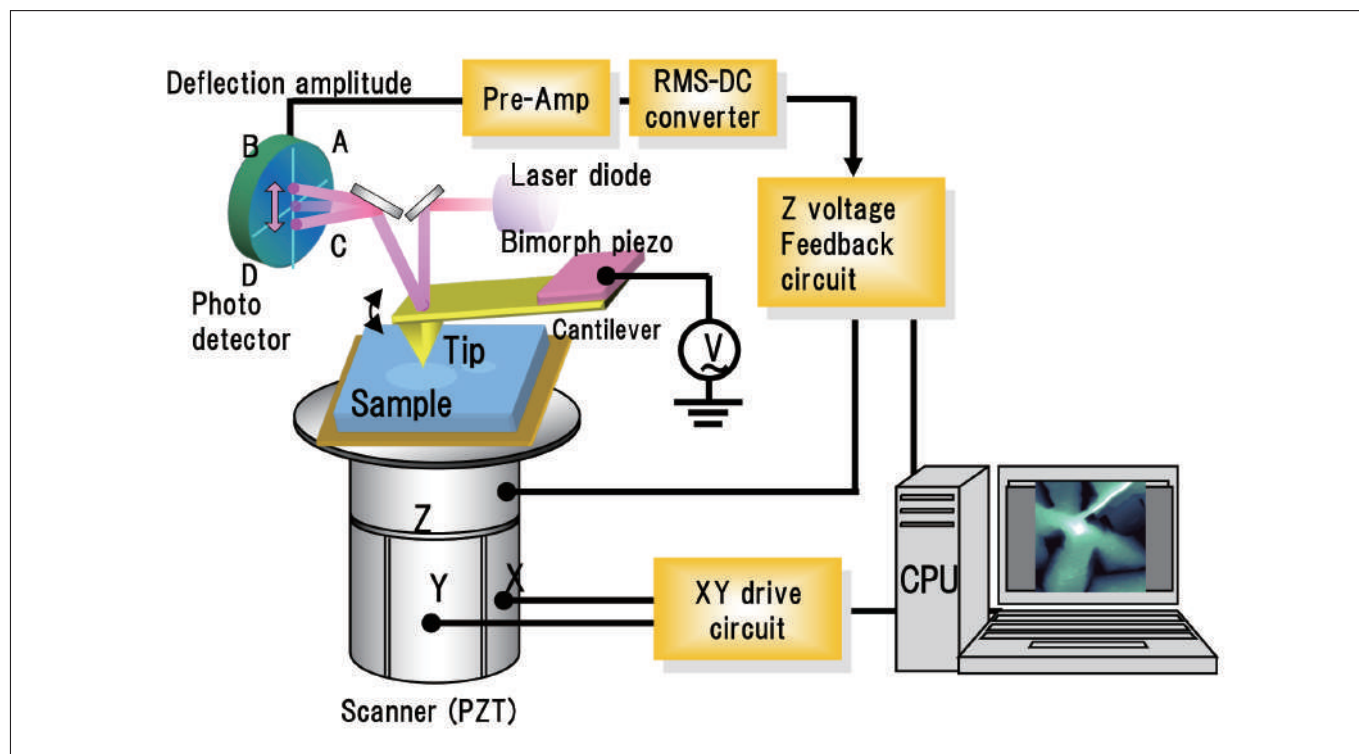 Deflection amplitude
Pre-Amp
RMS-DC
converter
B
A
C
D
Laser diode
Z voltage
Feedback
circuit
Bimorph piezo
Photo
detector
Cantilever
V
Tip
Sample
Z
Y
X
XY drive
circuit
CPU
Scanner (PZT)